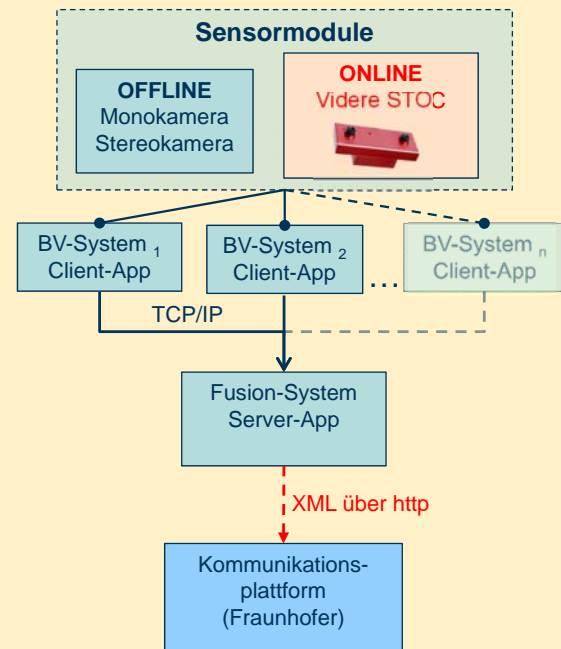 Sensormodule
OFFLINE
Monokamera
Stereokamera
ONLINE
Videre STOC
BV-System 1
Client-App
BV-System 2
Client-App
...
BV-System n
Client-App
TCP/IP
Fusion-System
Server-App
XML über http
Kommunikations-
plattform
(Fraunhofer)